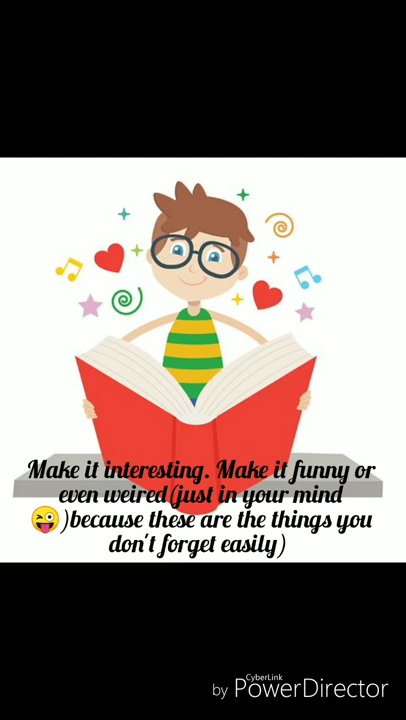 Make it interesting. Make it funny or
even weired(just in your mind
😜)because these are the things you
don't forget easily)
CyberLink
by PowerDirector